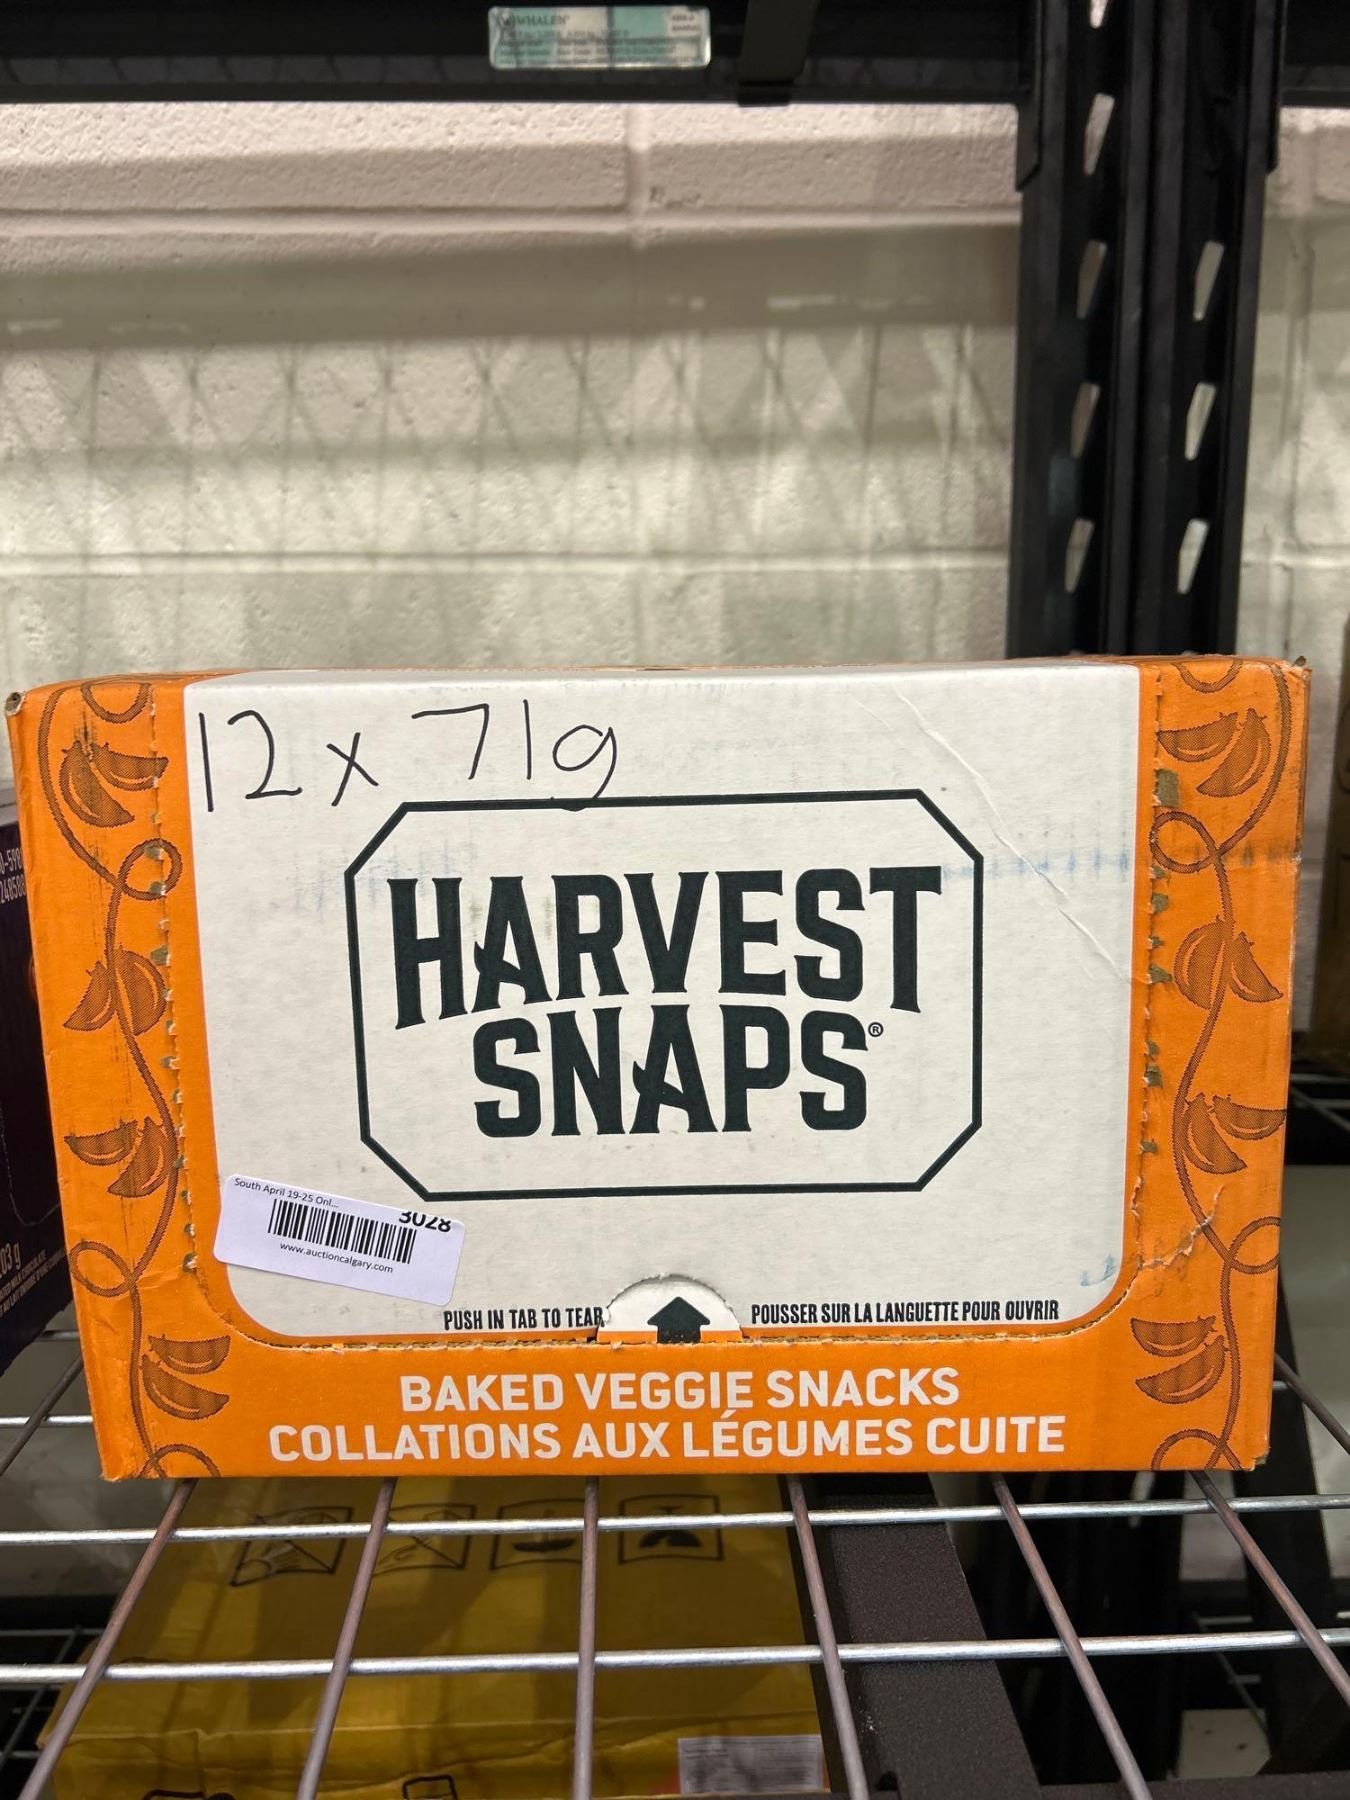 WHALEN
12 x 71g
HARVEST
SNAPS®
South April 19-25 Onl...
3028
www.auctioncalgary.com
PUSH IN TAB TO TEAR
POUSSER SUR LA LANGUETTE POUR OUVRIR
BAKED VEGGIE SNACKS
COLLATIONS AUX LÉGUMES CUITE